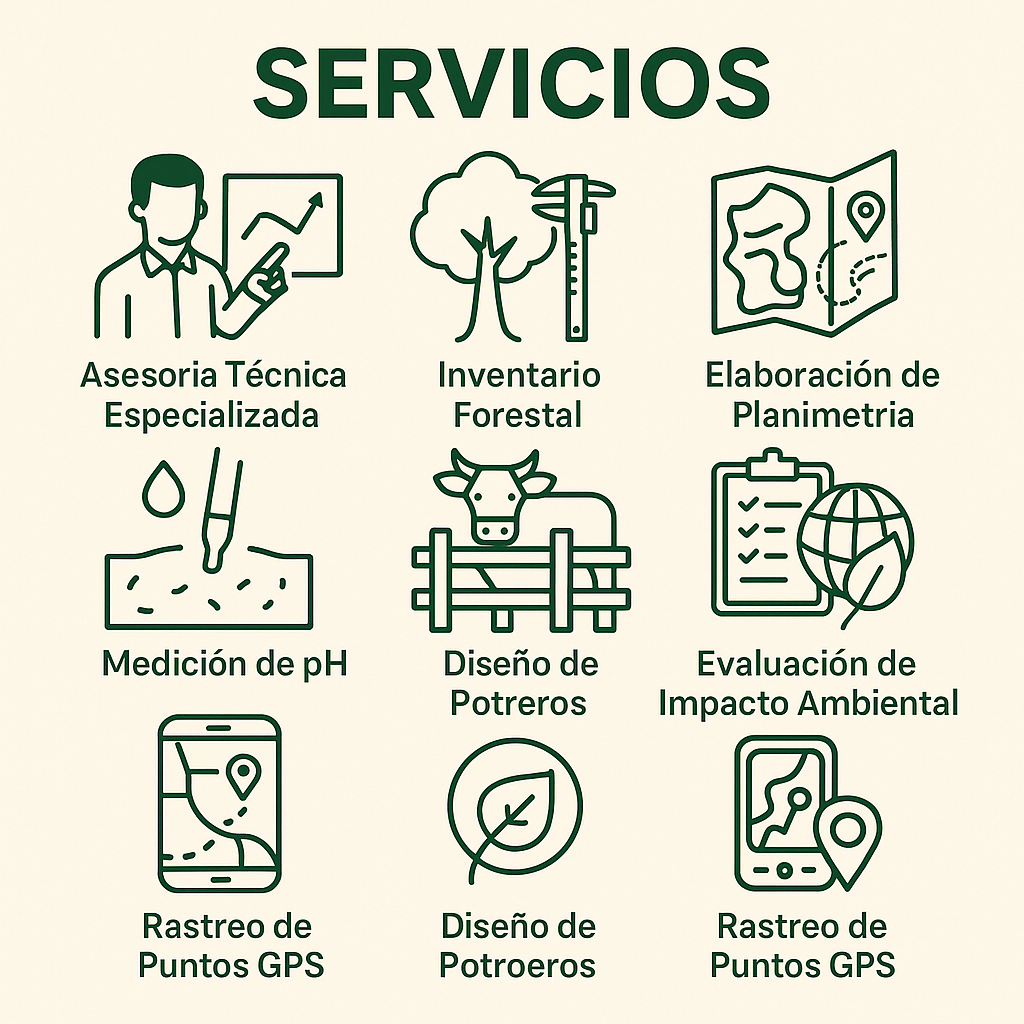 SERVICIOS
Asesoria Técnica
Especializada
Inventario
Forestal
Elaboración de
Planimetria
Medición de pH
Diseño de
Potreros
Evaluación de
Impacto Ambiental
Rastreo de
Puntos GPS
Diseño de
Potroeros
Rastreo de
Puntos GPS